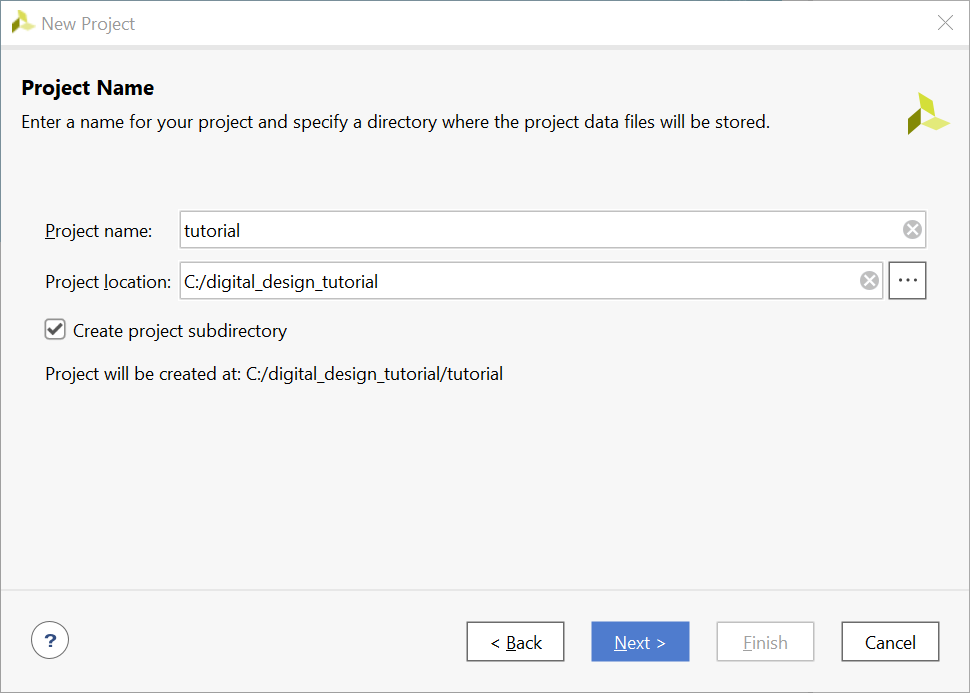 New Project
Project Name
Enter a name for your project and specify a directory where the project data files will be stored.
Project name: tutorial
Project location: C:/digital_design_tutorial ...
Create project subdirectory
Project will be created at: C:/digital_design_tutorial/tutorial
? < Back Next > Finish Cancel